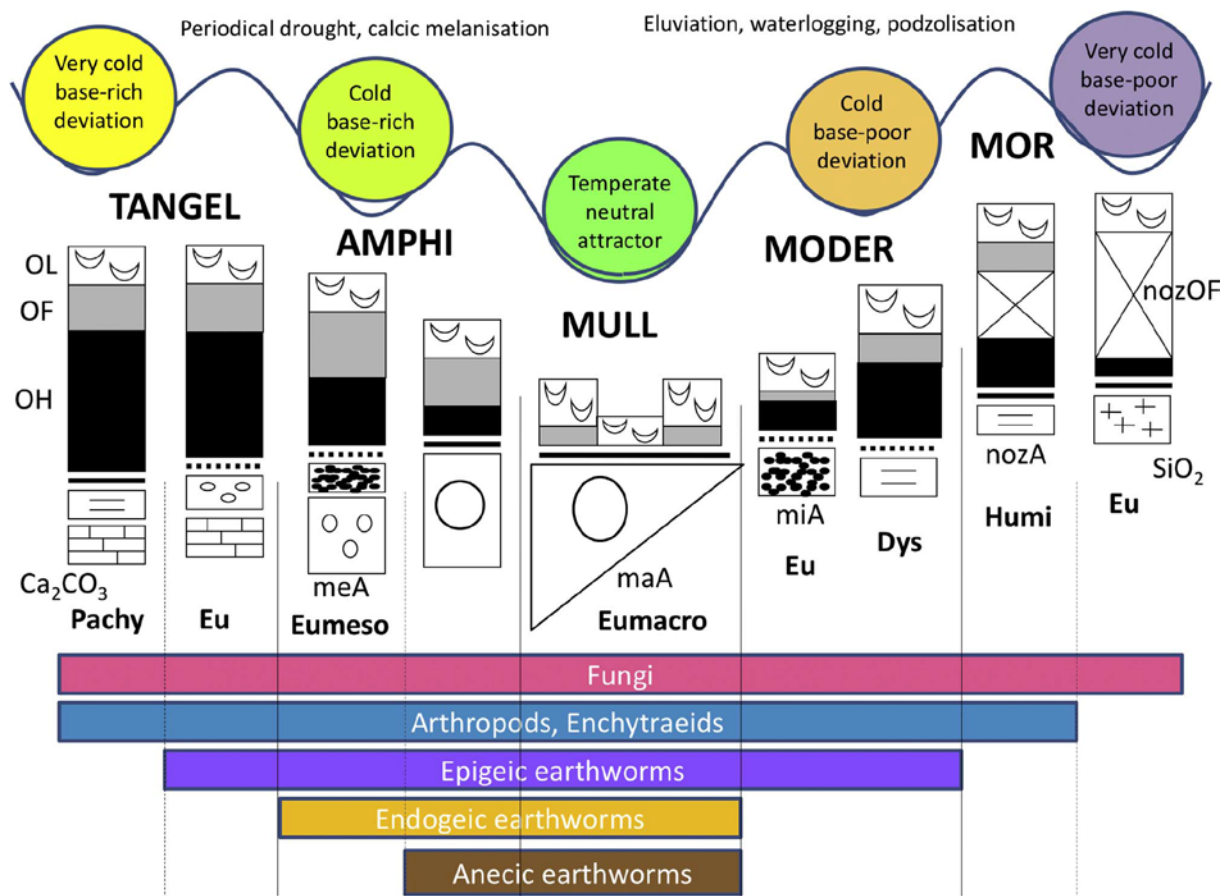 Periodical drought, calcic melanisation
Eluviation, waterlogging, podzolisation
Very cold
base-rich
deviation
Cold
base-rich
deviation
Temperate
neutral
attractor
Cold
base-poor
deviation
Very cold
base-poor
deviation
TANGEL
AMPHI
MULL
MODER
MOR
OL
OF
OH
nozOF
Ca₂CO₃
meA
maA
miA
nozA
SiO₂
Pachy
Eu
Eumeso
Eumacro
Eu
Dys
Humi
Eu
Fungi
Arthropods, Enchytraeids
Epigeic earthworms
Endogeic earthworms
Anecic earthworms